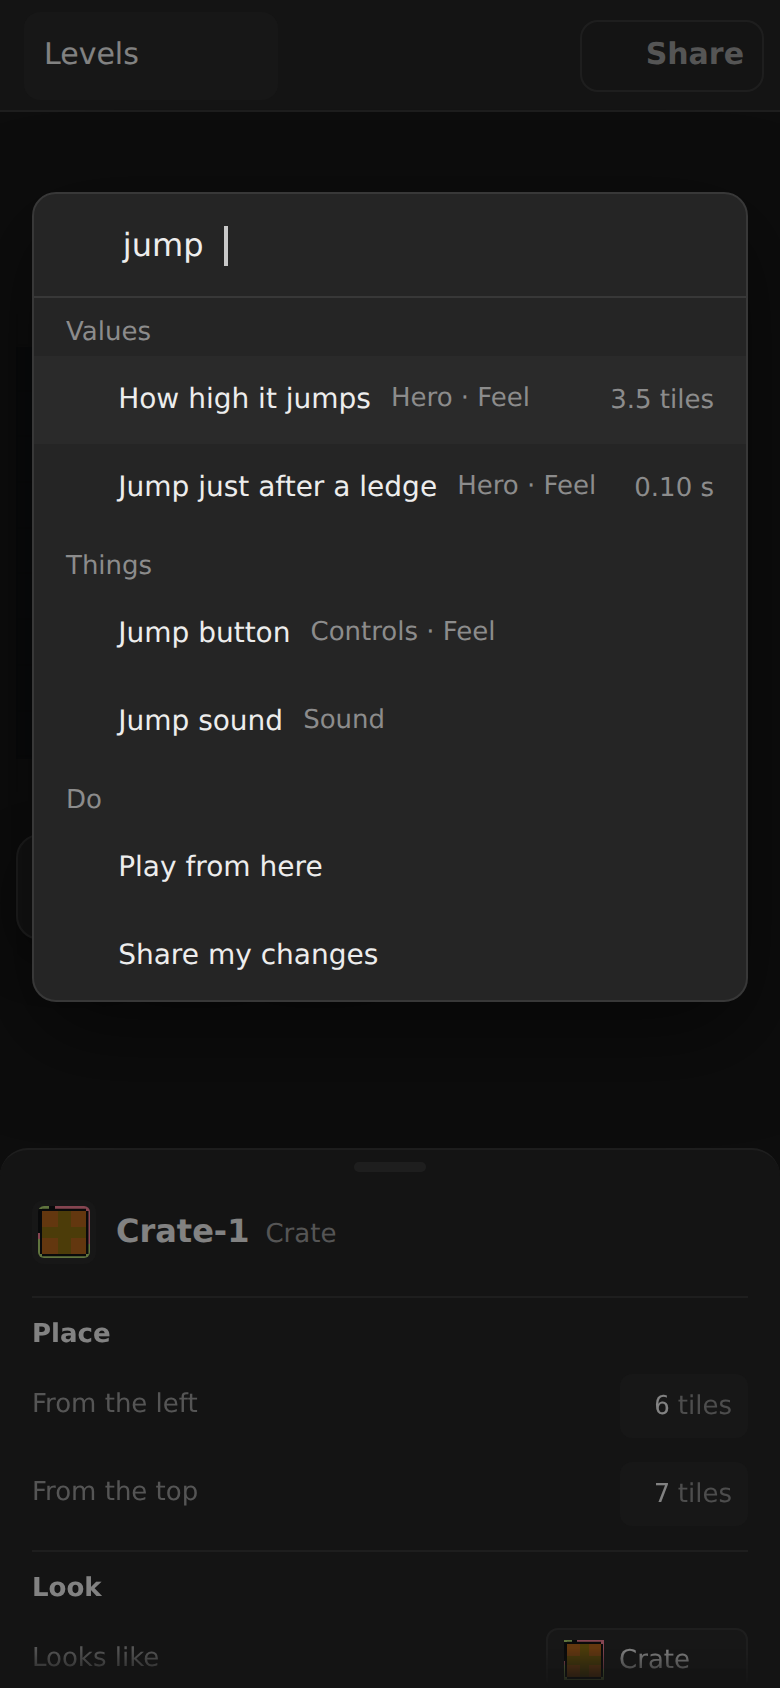 Levels
Share
jump
Values
How high it jumps Hero · Feel 3.5 tiles
Jump just after a ledge Hero · Feel 0.10 s
Things
Jump button Controls · Feel
Jump sound Sound
Do
Play from here
Share my changes
Crate-1 Crate
Place
From the left 6 tiles
From the top 7 tiles
Look
Looks like Crate